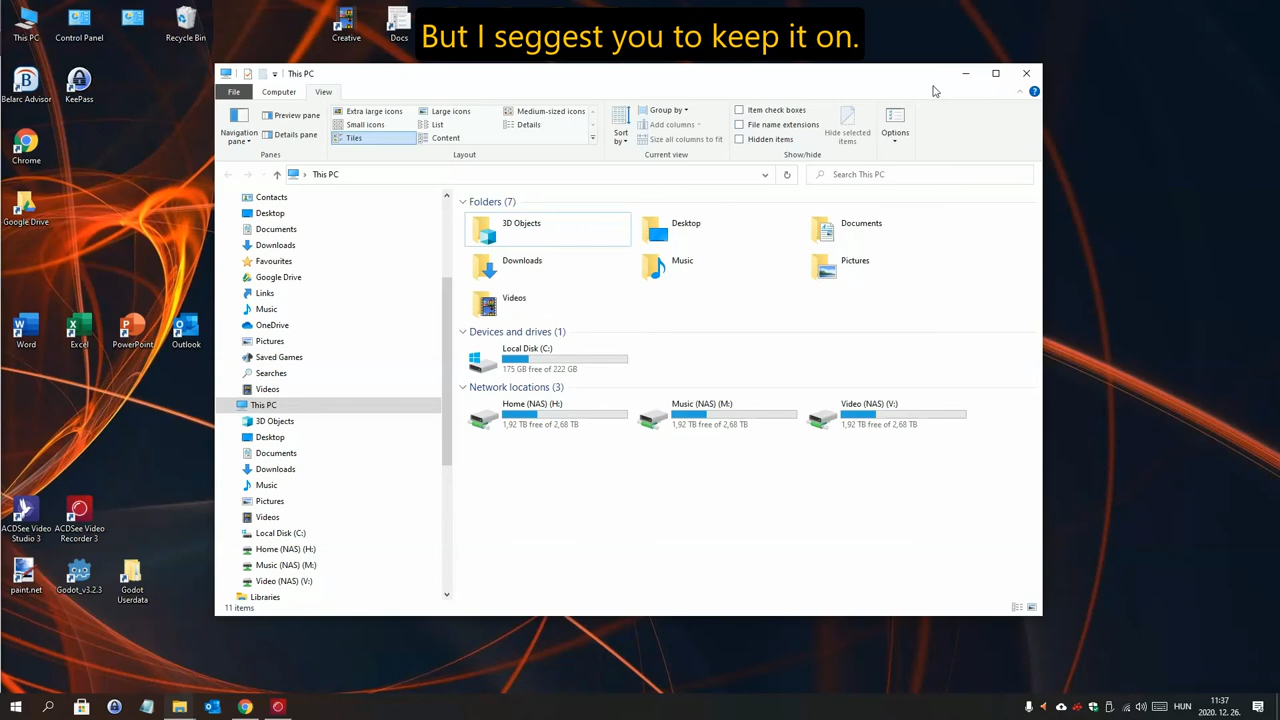 But I seggest you to keep it on.
This PC
Control Panel
Recycle Bin
Creative
Docs
Belarc Advisor
KeePass
Chrome
Google Drive
Word
Excel
PowerPoint
Outlook
ACDSee Video Studio 3
ACDSee Video Recorder 3
paint.net
Godot_v3.2.3
Godot Userdata
This PC
File
Computer
View
Navigation pane
Preview pane
Details pane
Panes
Extra large icons
Large icons
Medium-sized icons
Small icons
List
Details
Tiles
Content
Layout
Sort by
Group by
Add columns
Size all columns to fit
Current view
Item check boxes
File name extensions
Hidden items
Hide selected items
Show/hide
Options
This PC
Search This PC
Contacts
Desktop
Documents
Downloads
Favourites
Google Drive
Links
Music
OneDrive
Pictures
Saved Games
Searches
Videos
This PC
3D Objects
Desktop
Documents
Downloads
Music
Pictures
Videos
Local Disk (C:)
Home (NAS) (H:)
Music (NAS) (M:)
Video (NAS) (V:)
Libraries
Folders (7)
3D Objects
Desktop
Documents
Downloads
Music
Pictures
Videos
Devices and drives (1)
Local Disk (C:)
175 GB free of 222 GB
Network locations (3)
Home (NAS) (H:)
1,92 TB free of 2,68 TB
Music (NAS) (M:)
1,92 TB free of 2,68 TB
Video (NAS) (V:)
1,92 TB free of 2,68 TB
11 items
HUN
11:37
2020. 12. 26.